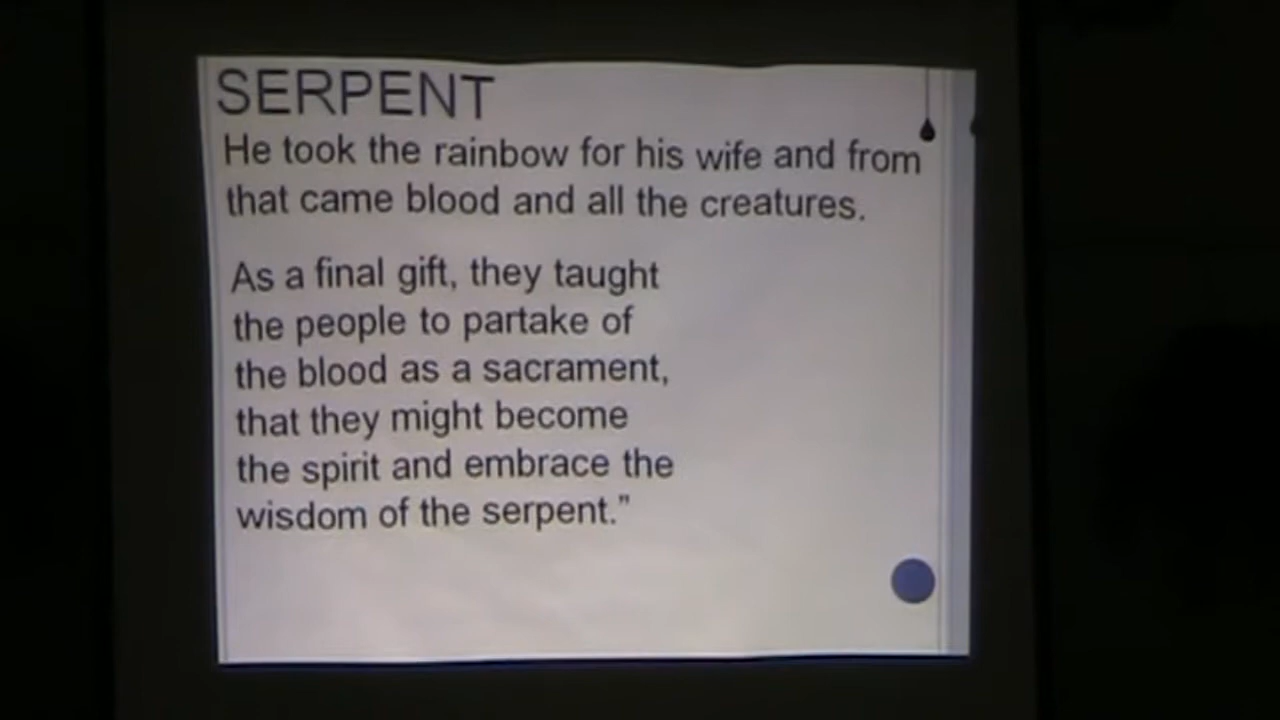 SERPENT
He took the rainbow for his wife and from
that came blood and all the creatures.
As a final gift, they taught
the people to partake of
the blood as a sacrament,
that they might become
the spirit and embrace the
wisdom of the serpent.”